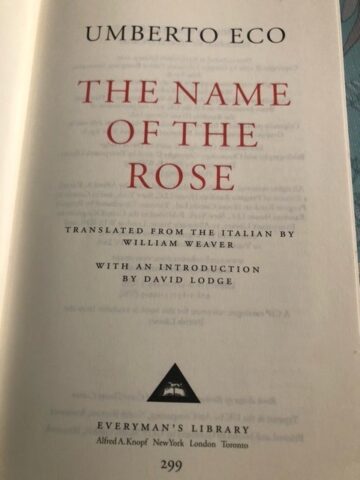 UMBERTO ECO
THE NAME
OF THE
ROSE
TRANSLATED FROM THE ITALIAN BY
WILLIAM WEAVER
WITH AN INTRODUCTION
BY DAVID LODGE
EVERYMAN'S LIBRARY
Alfred A. Knopf New York London Toronto
299